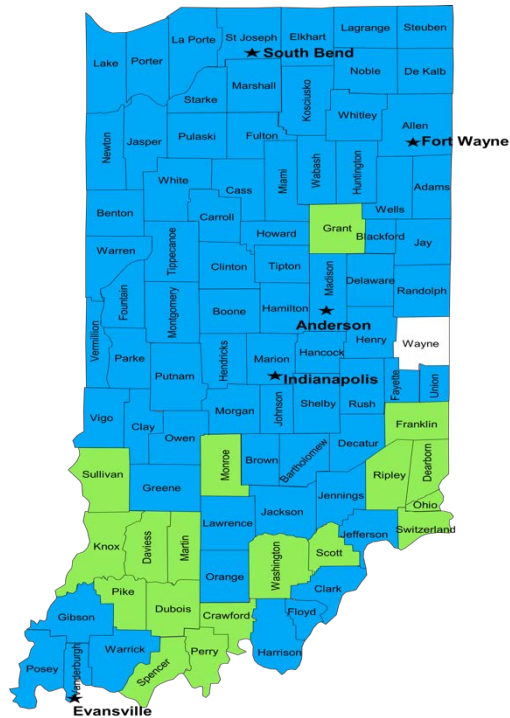 Lagrange
Steuben
La Porte
St Joseph
Elkhart
South Bend
Lake
Porter
Noble
De Kalb
Marshall
Kosciusko
Starke
Whitley
Allen
Fort Wayne
Newton
Jasper
Pulaski
Fulton
Miami
Wabash
Huntington
White
Cass
Adams
Wells
Benton
Carroll
Grant
Blackford
Jay
Howard
Warren
Tippecanoe
Clinton
Tipton
Madison
Delaware
Randolph
Fountain
Montgomery
Boone
Hamilton
Anderson
Vermillion
Henry
Wayne
Parke
Putnam
Hendricks
Marion
Hancock
Indianapolis
Fayette
Union
Johnson
Shelby
Rush
Vigo
Clay
Morgan
Franklin
Owen
Decatur
Sullivan
Monroe
Brown
Bartholomew
Ripley
Dearborn
Greene
Jennings
Ohio
Lawrence
Jackson
Switzerland
Jefferson
Knox
Daviess
Martin
Washington
Scott
Orange
Clark
Pike
Dubois
Gibson
Crawford
Floyd
Warrick
Perry
Harrison
Posey
Vanderburgh
Spencer
Evansville